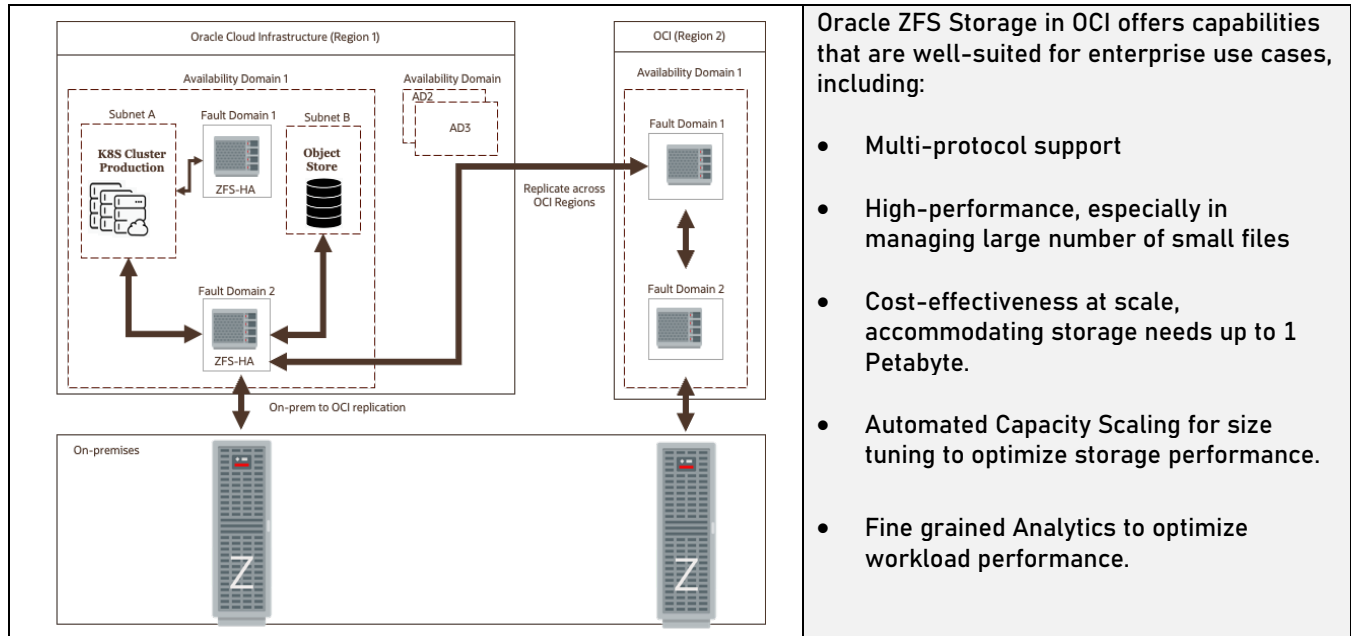 Oracle Cloud Infrastructure (Region 1)
Availability Domain 1
Availability Domain
AD2
AD3
Subnet A
Fault Domain 1
Subnet B
K8S Cluster
Production
ZFS-HA
Object
Store
Fault Domain 2
ZFS-HA
On-prem to OCI replication
Replicate across
OCI Regions
OCI (Region 2)
Availability Domain 1
Fault Domain 1
Fault Domain 2
On-premises
Z
Z
Oracle ZFS Storage in OCI offers capabilities
that are well-suited for enterprise use cases,
including:
• Multi-protocol support
• High-performance, especially in
managing large number of small files
• Cost-effectiveness at scale,
accommodating storage needs up to 1
Petabyte.
• Automated Capacity Scaling for size
tuning to optimize storage performance.
• Fine grained Analytics to optimize
workload performance.